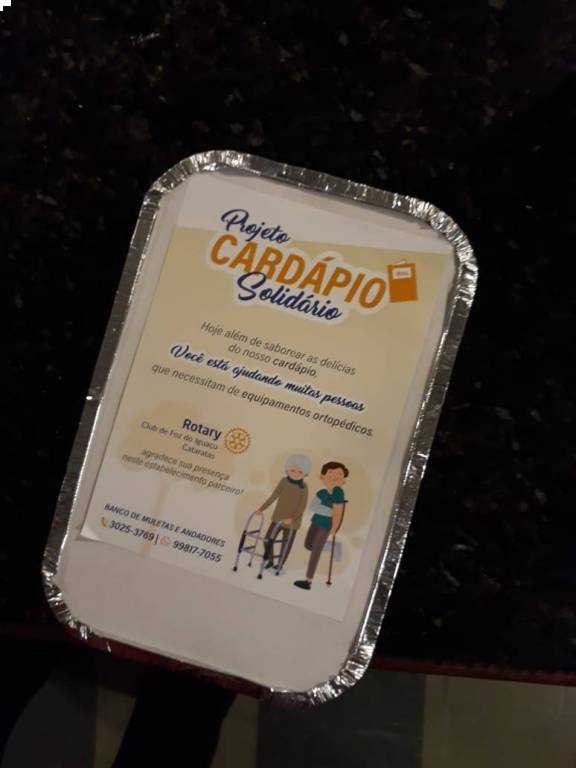 Projeto
CARDÁPIO
Solidário
Hoje além de saborear as delícias
do nosso cardápio,
Você está ajudando muitas pessoas
que necessitam de equipamentos ortopédicos.
Rotary
Club de Foz do Iguaçu
Cataratas
agradece sua presença
neste estabelecimento parceiro!
BANCO DE MULETAS E ANDADORES
3025-3769 | 99817-7055